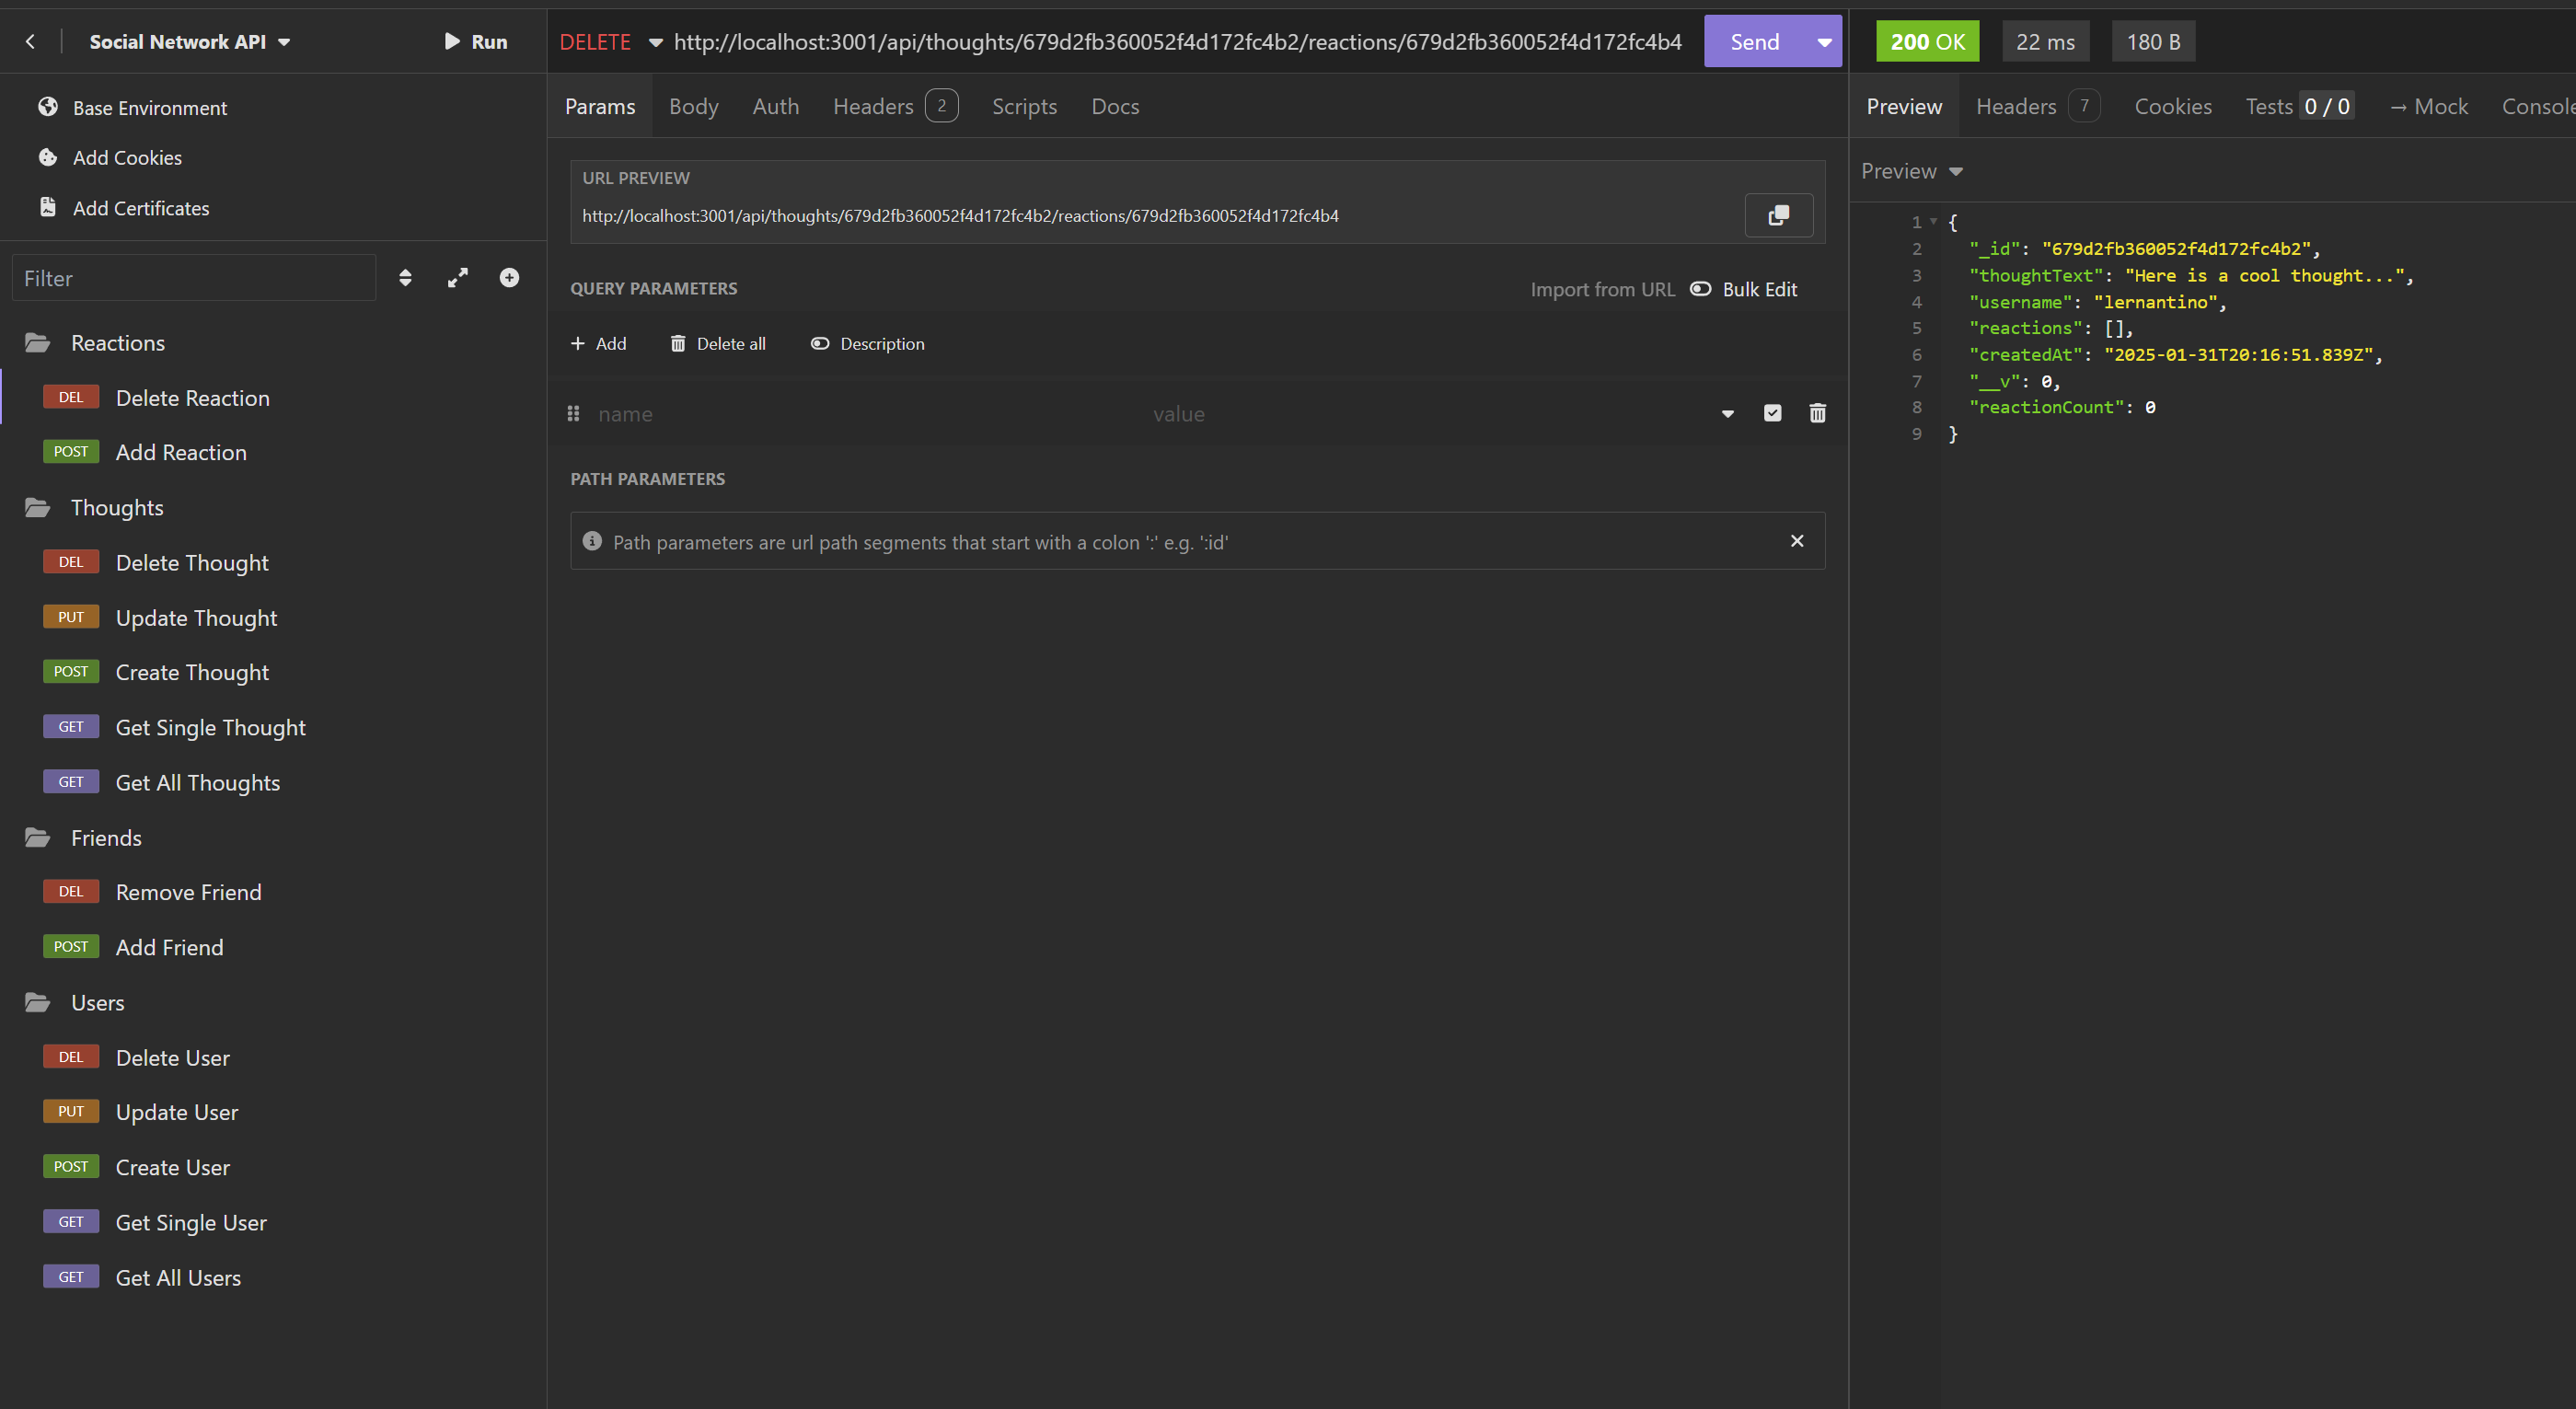 Social Network API
Run
Base Environment
Add Cookies
Add Certificates
Filter
Reactions
DEL Delete Reaction
POST Add Reaction
Thoughts
DEL Delete Thought
PUT Update Thought
POST Create Thought
GET Get Single Thought
GET Get All Thoughts
Friends
DEL Remove Friend
POST Add Friend
Users
DEL Delete User
PUT Update User
POST Create User
GET Get Single User
GET Get All Users
DELETE http://localhost:3001/api/thoughts/679d2fb360052f4d172fc4b2/reactions/679d2fb360052f4d172fc4b4 Send
Params Body Auth Headers 2 Scripts Docs
URL PREVIEW
http://localhost:3001/api/thoughts/679d2fb360052f4d172fc4b2/reactions/679d2fb360052f4d172fc4b4
QUERY PARAMETERS Import from URL Bulk Edit
+ Add Delete all Description
name value
PATH PARAMETERS
Path parameters are url path segments that start with a colon ':' e.g. ':id'
200 OK 22 ms 180 B
Preview Headers 7 Cookies Tests 0 / 0 → Mock Console
Preview
1 {
2 "_id": "679d2fb360052f4d172fc4b2",
3 "thoughtText": "Here is a cool thought...",
4 "username": "lernantino",
5 "reactions": [],
6 "createdAt": "2025-01-31T20:16:51.839Z",
7 "__v": 0,
8 "reactionCount": 0
9 }